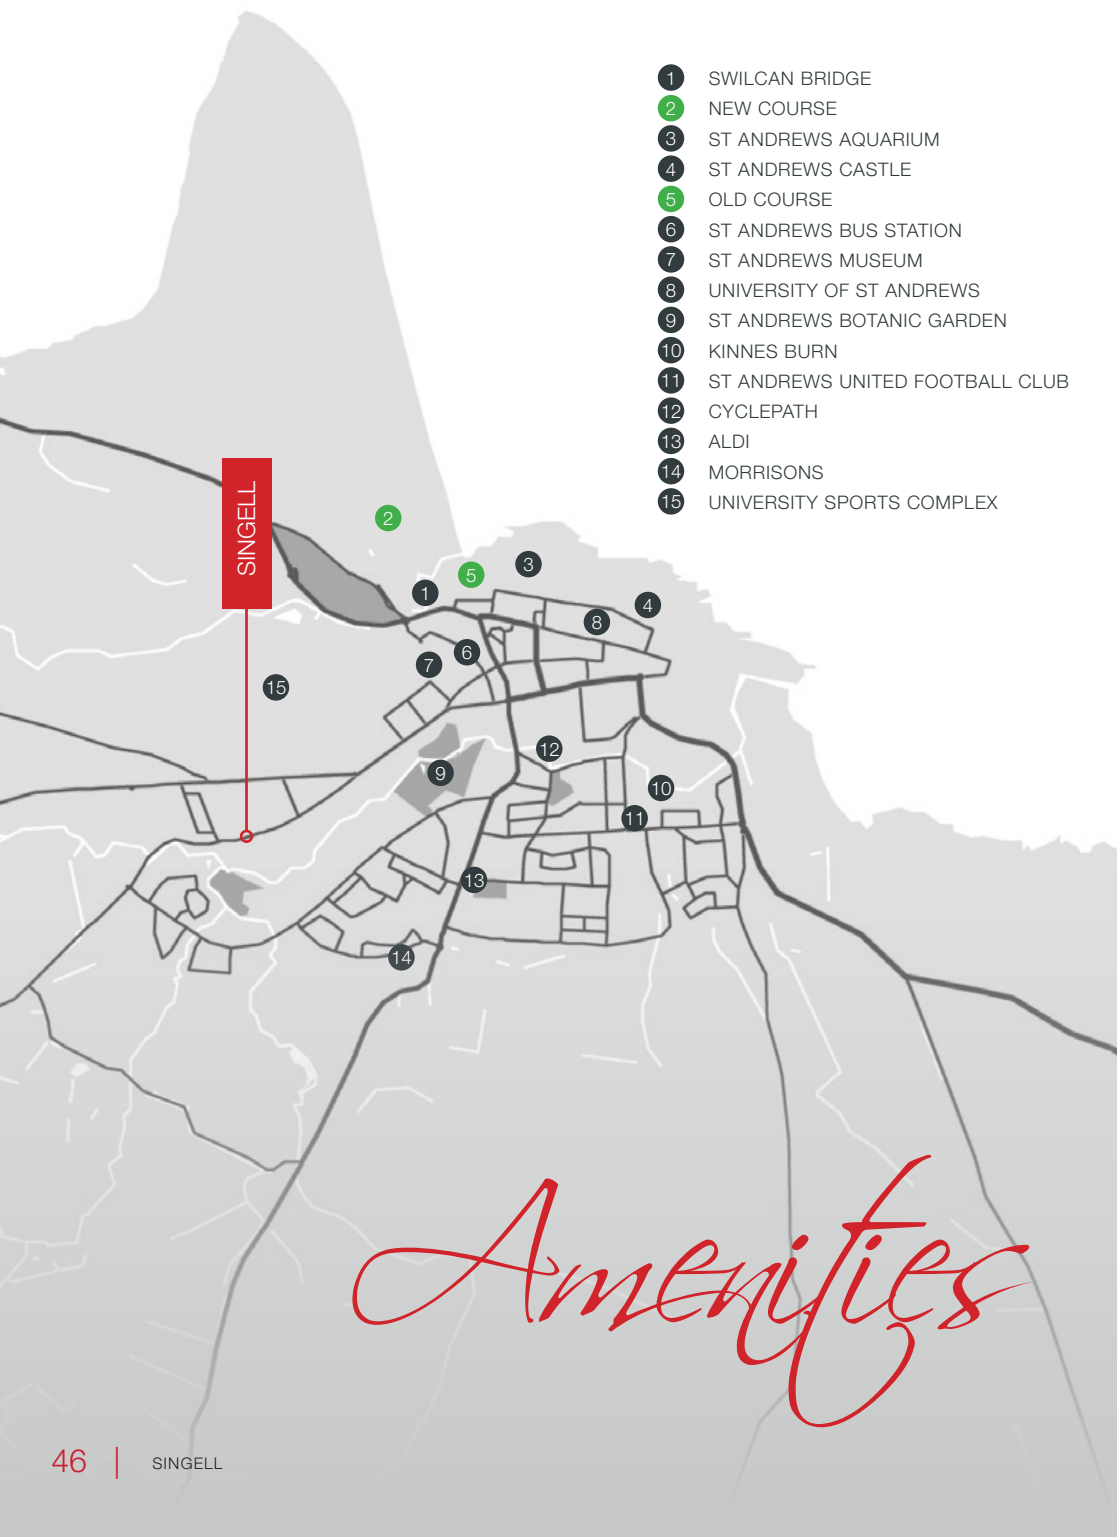 1 SWILCAN BRIDGE
2 NEW COURSE
3 ST ANDREWS AQUARIUM
4 ST ANDREWS CASTLE
5 OLD COURSE
6 ST ANDREWS BUS STATION
7 ST ANDREWS MUSEUM
8 UNIVERSITY OF ST ANDREWS
9 ST ANDREWS BOTANIC GARDEN
10 KINNES BURN
11 ST ANDREWS UNITED FOOTBALL CLUB
12 CYCLEPATH
13 ALDI
14 MORRISONS
15 UNIVERSITY SPORTS COMPLEX
SINGELL
2
3
5
1
4
8
6
7
15
12
9
10
11
13
14
Amenities
46 | SINGELL